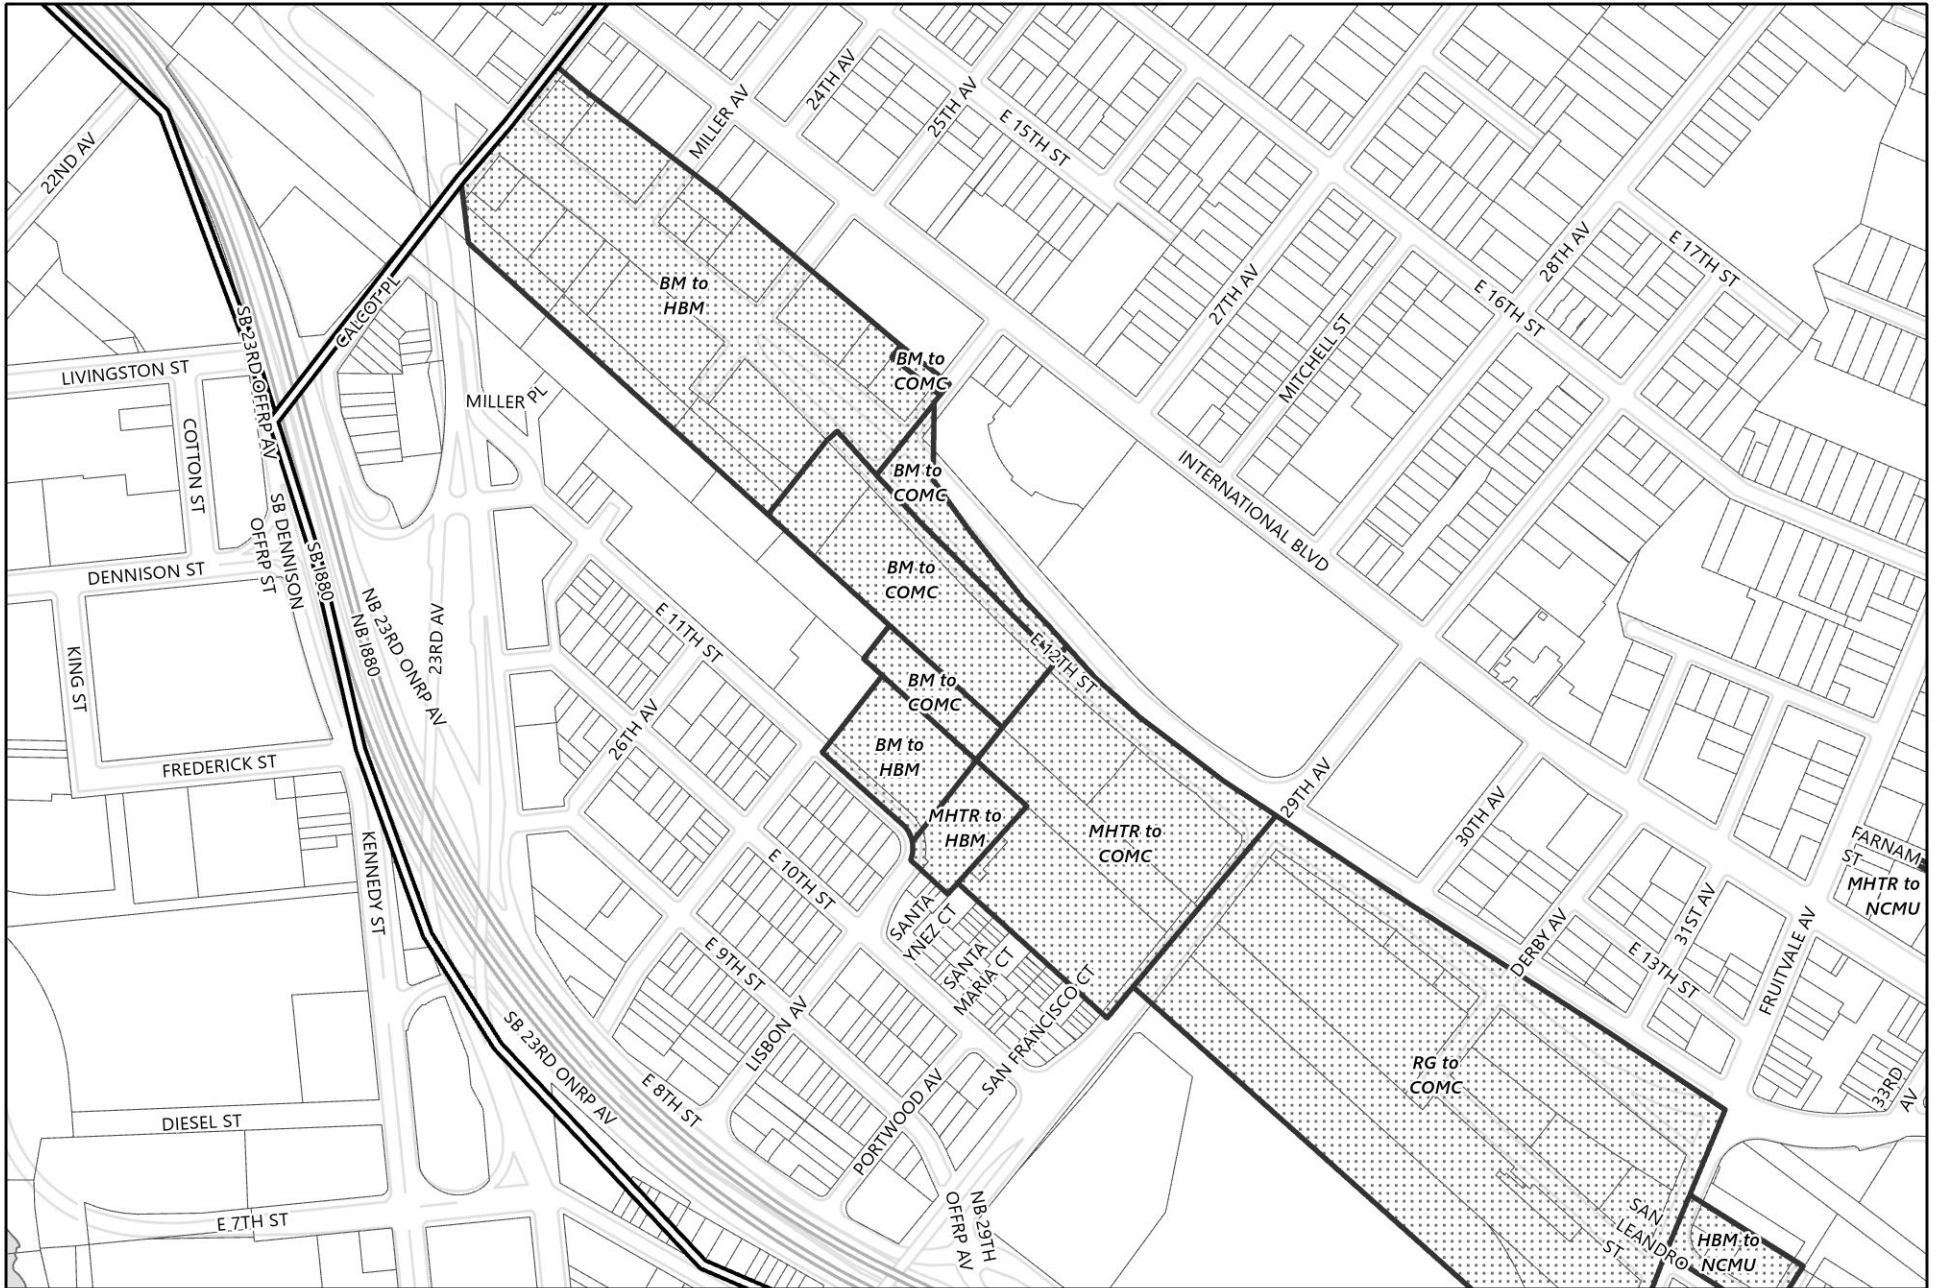 24TH AV
MILLER AV
25TH AV
E 15TH ST
22ND AV
28TH AV
E 17TH ST
BM to
HBM
27TH AV
E 16TH ST
CALCOT PL
SB 23RD OFFRP AV
MITCHELL ST
BM to
COMC
LIVINGSTON ST
MILLER PL
COTTON ST
INTERNATIONAL BLVD
BM to
COMC
SB DENNISON
OFFRP ST
DENNISON ST
SB I880
BM to
COMC
NB 23RD ONRP AV
NB I880
23RD AV
E 11TH ST
E 12TH ST
KING ST
BM to
COMC
26TH AV
BM to
HBM
FREDERICK ST
29TH AV
30TH AV
MHTR to
HBM
MHTR to
COMC
FARNAM
ST
KENNEDY ST
E 10TH ST
MHTR to
NCMU
31ST AV
SANTA
YNEZ CT
DERBY AV
FRUITVALE AV
E 9TH ST
SANTA
MARIA CT
E 13TH ST
SAN FRANCISCO CT
LISBON AV
SB 23RD ONRP AV
RG to
COMC
E 8TH ST
33RD
AV
PORTWOOD AV
DIESEL ST
E 7TH ST
NB 29TH
OFFRP AV
SAN
LEANDRO
ST
HBM to
NCMU